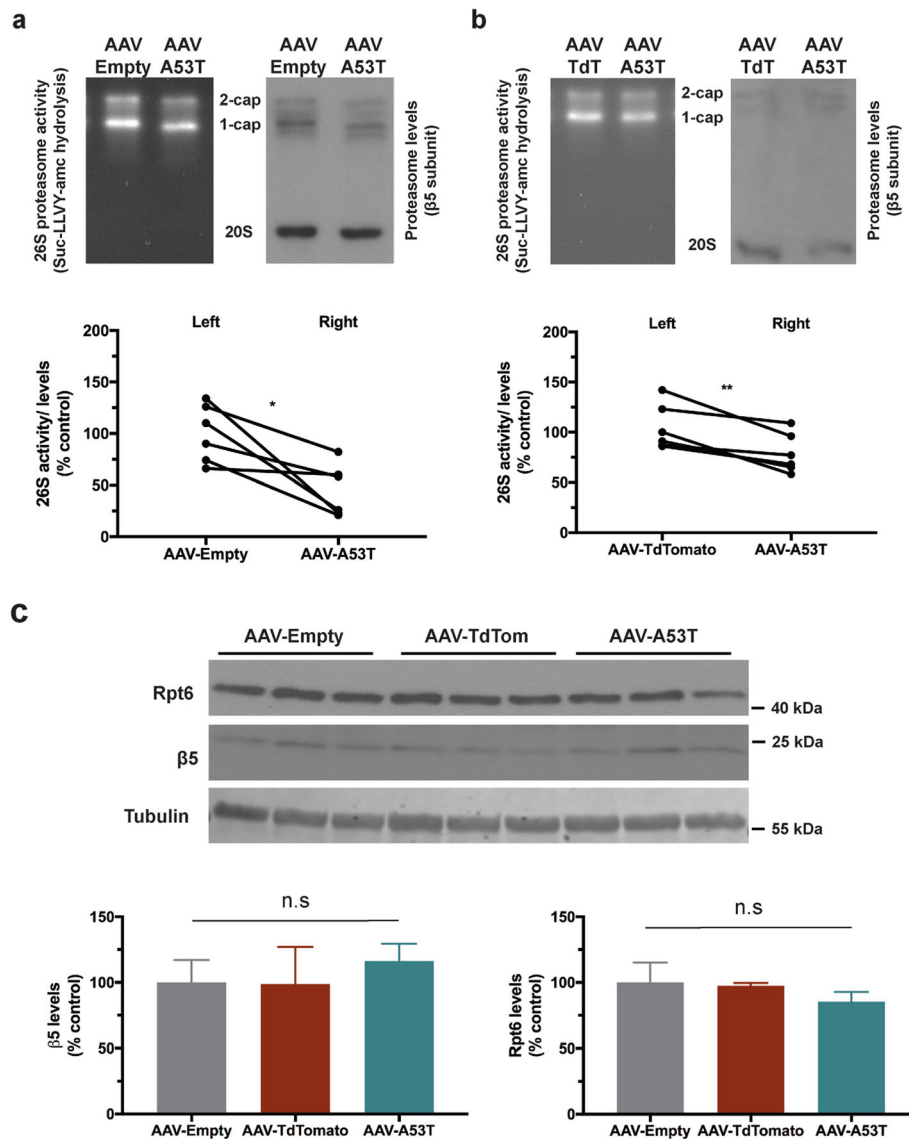 a
AAV Empty
AAV A53T
AAV Empty
AAV A53T
26S proteasome activity
(Suc-LLVY-amc hydrolysis)
2-cap
1-cap
20S
Proteasome levels
(β5 subunit)
Left
Right
200
150
100
50
0
*
26S activity/ levels
(% control)
AAV-Empty
AAV-A53T
b
AAV TdT
AAV A53T
AAV TdT
AAV A53T
26S proteasome activity
(Suc-LLVY-amc hydrolysis)
2-cap
1-cap
20S
Proteasome levels
(β5 subunit)
Left
Right
200
150
100
50
0
**
26S activity/ levels
(% control)
AAV-TdTomato
AAV-A53T
c
AAV-Empty
AAV-TdTom
AAV-A53T
Rpt6
40 kDa
β5
25 kDa
Tubulin
55 kDa
n.s
150
100
50
0
β5 levels
(% control)
AAV-Empty
AAV-TdTomato
AAV-A53T
n.s
150
100
50
0
Rpt6 levels
(% control)
AAV-Empty
AAV-TdTomato
AAV-A53T